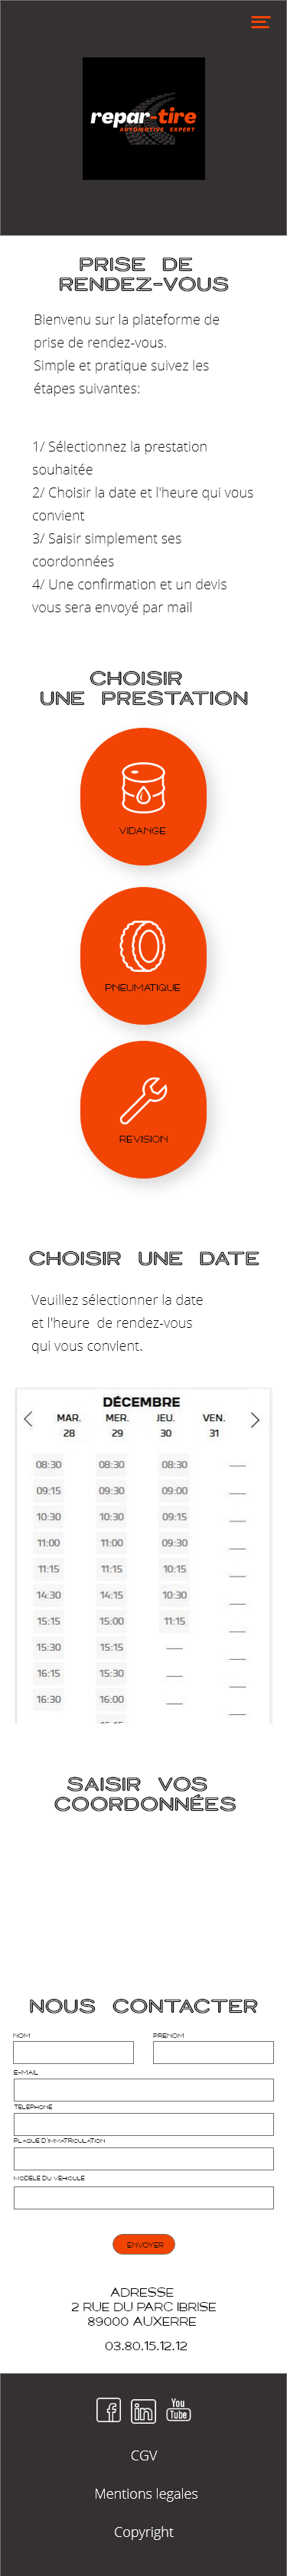 repar-tire
AUTOMOTIVE EXPERT
PRISE DE
RENDEZ-VOUS
Bienvenu sur la plateforme de
prise de rendez-vous.
Simple et pratique suivez les
étapes suivantes:
1/ Sélectionnez la prestation
souhaitée
2/ Choisir la date et l'heure qui vous
convient
3/ Saisir simplement ses
coordonnées
4/ Une confirmation et un devis
vous sera envoyé par mail
CHOISIR
UNE PRESTATION
VIDANGE
PNEUMATIQUE
REVISION
CHOISIR UNE DATE
Veuillez sélectionner la date
et l'heure de rendez-vous
qui vous convient.
DÉCEMBRE
MAR. MER. JEU. VEN.
28 29 30 31
08:30 08:30 08:30
09:15 09:30 09:00
10:30 10:30 09:15
11:00 11:00 09:30
11:15 11:15 10:15
14:30 14:15 10:30
15:15 15:00 11:15
15:30 15:15
16:15 15:30
16:30 16:00
SAISIR VOS
COORDONNÉES
NOUS CONTACTER
NOM PRENOM
E-MAIL
TELEPHONE
PLAQUE D'IMMATRICULATION
MODÈLE DU VÉHICULE
ENVOYER
ADRESSE
2 RUE DU PARC IBRISE
89000 AUXERRE
03.80.15.12.12
You
Tube
CGV
Mentions legales
Copyright